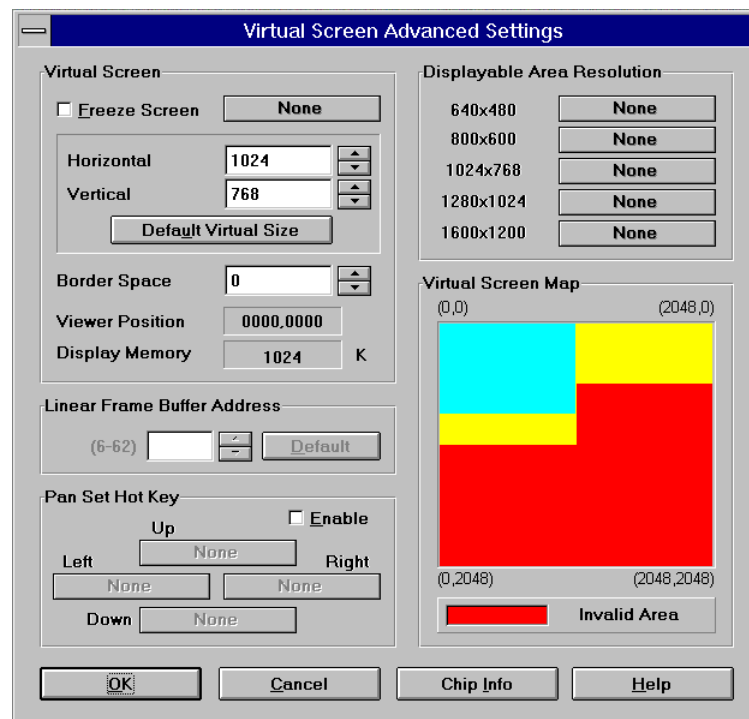 Virtual Screen Advanced Settings
Virtual Screen
Freeze Screen None
Horizontal 1024
Vertical 768
Default Virtual Size
Border Space 0
Viewer Position 0000,0000
Display Memory 1024 K
Linear Frame Buffer Address
(6-62) Default
Pan Set Hot Key
Enable
Up
None
Left Right
None None
Down None
Displayable Area Resolution
640x480 None
800x600 None
1024x768 None
1280x1024 None
1600x1200 None
Virtual Screen Map
(0,0) (2048,0)
(0,2048) (2048,2048)
Invalid Area
OK Cancel Chip Info Help